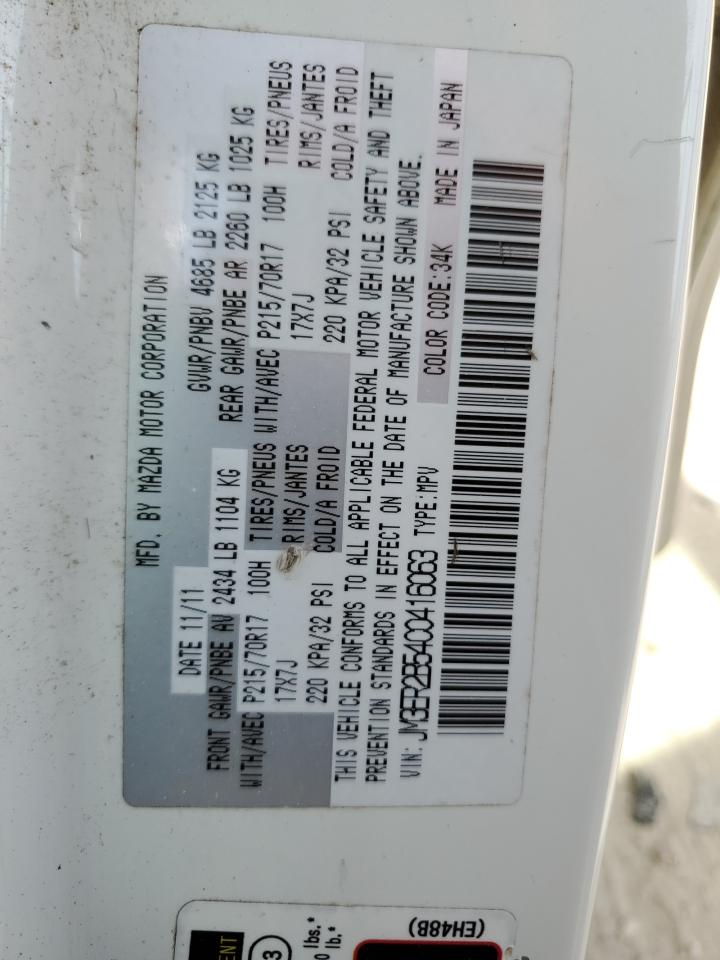 MFD. BY MAZDA MOTOR CORPORATION
DATE 11/11 GVWR/PNBV 4685 LB 2125 KG
FRONT GAWR/PNBE AV 2434 LB 1104 KG REAR GAWR/PNBE AR 2260 LB 1025 KG
WITH/AVEC P215/70R17 100H TIRES/PNEUS WITH/AVEC P215/70R17 100H TIRES/PNEUS
17X7J RIMS/JANTES 17X7J RIMS/JANTES
220 KPA/32 PSI COLD/A FROID 220 KPA/32 PSI COLD/A FROID
THIS VEHICLE CONFORMS TO ALL APPLICABLE FEDERAL MOTOR VEHICLE SAFETY AND THEFT
PREVENTION STANDARDS IN EFFECT ON THE DATE OF MANUFACTURE SHOWN ABOVE.
VIN: JM3ER2B54C0416063 TYPE:MPV COLOR CODE:34K MADE IN JAPAN
ENT
3
lbs.*
0 lb.*
(EH48B)